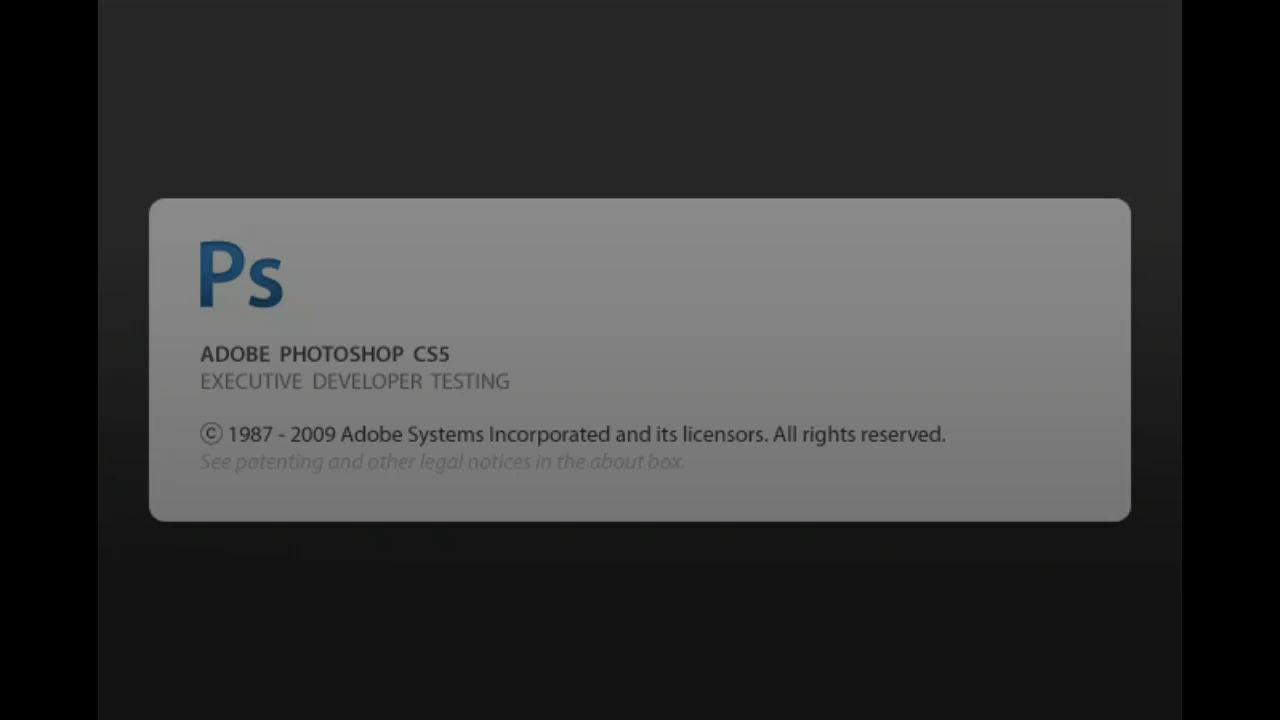 Ps
ADOBE PHOTOSHOP CS5
EXECUTIVE DEVELOPER TESTING
© 1987 - 2009 Adobe Systems Incorporated and its licensors. All rights reserved.
See patenting and other legal notices in the about box.